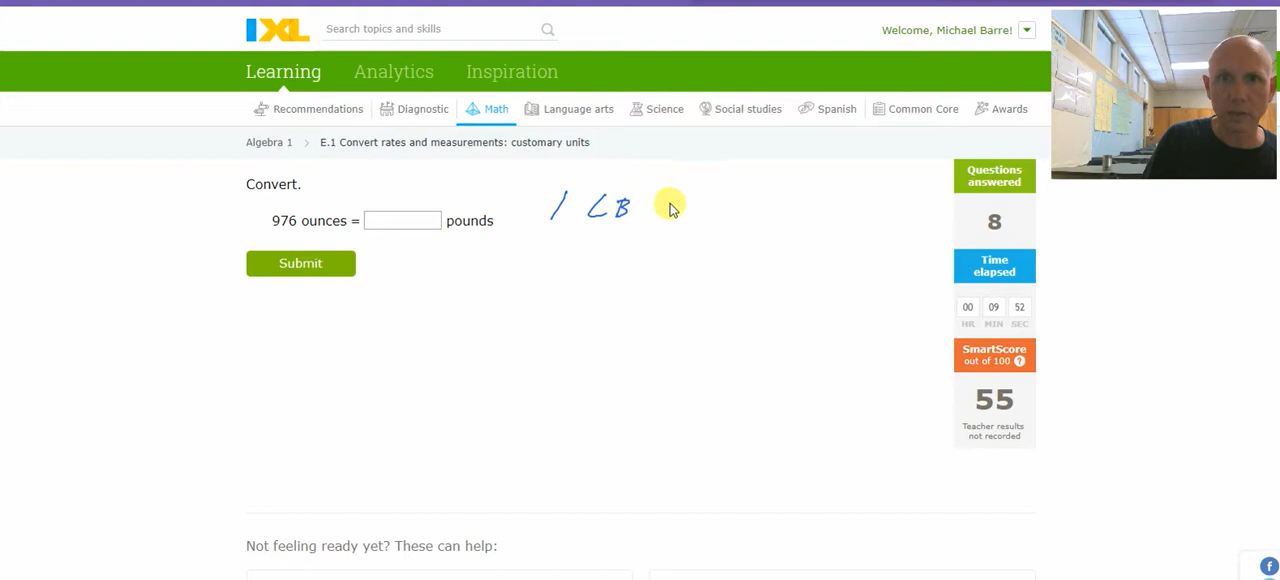 IXL Search topics and skills Welcome, Michael Barre!
Learning Analytics Inspiration
Recommendations Diagnostic Math Language arts Science Social studies Spanish Common Core Awards
Algebra 1 > E.1 Convert rates and measurements: customary units
Convert.
976 ounces = pounds
1 LB
Submit
Questions
answered
8
Time
elapsed
00 09 52
HR MIN SEC
SmartScore
out of 100 ?
55
Teacher results
not recorded
Not feeling ready yet? These can help: